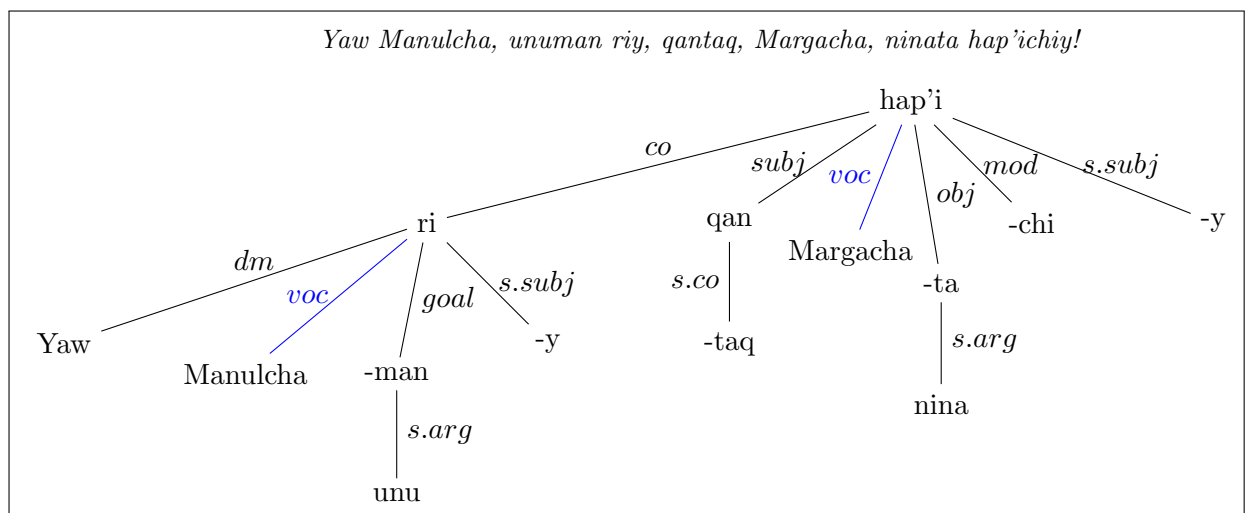 Yaw Manulcha, unuman riy, qantaq, Margacha, ninata hap'ichiy!
hap'i
co
subj
voc
obj
mod
s.subj
ri
qan
Margacha
-ta
-chi
-y
dm
voc
goal
s.subj
s.co
s.arg
Yaw
Manulcha
-man
-y
-taq
nina
s.arg
unu